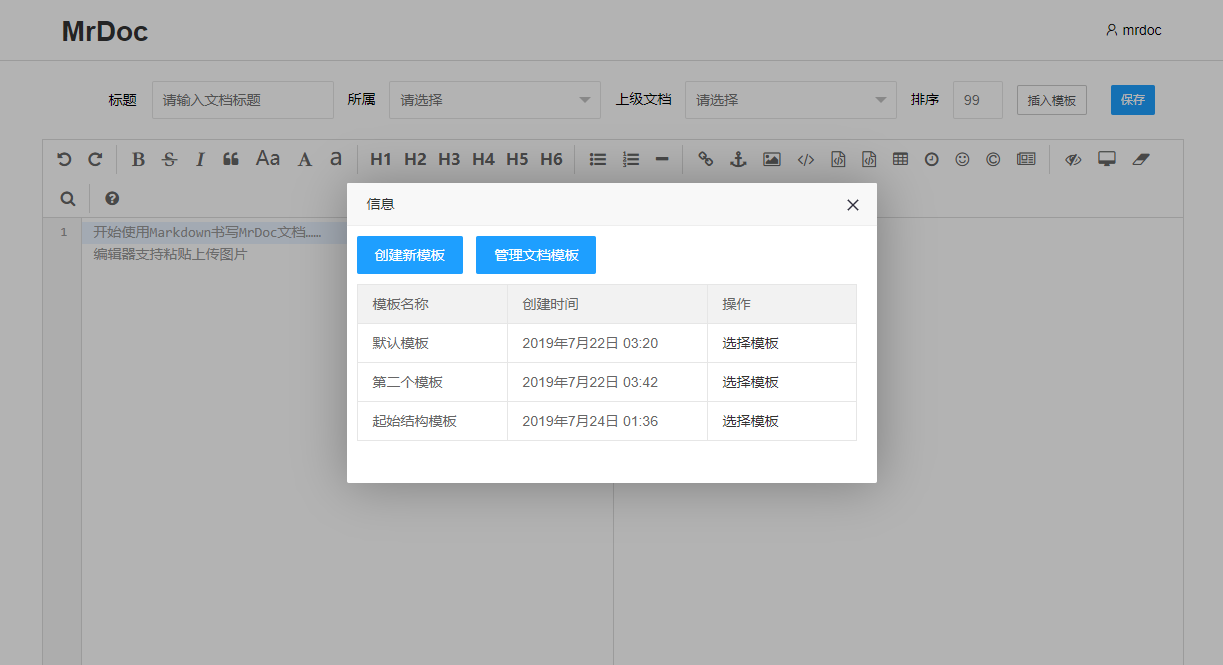 MrDoc
mrdoc
标题 请输入文档标题 所属 请选择 上级文档 请选择 排序 99 插入模板 保存
B S I Aa A a H1 H2 H3 H4 H5 H6
信息
创建新模板 管理文档模板
模板名称 创建时间 操作
默认模板 2019年7月22日 03:20 选择模板
第二个模板 2019年7月22日 03:42 选择模板
起始结构模板 2019年7月24日 01:36 选择模板
1 开始使用Markdown书写MrDoc文档……
编辑器支持粘贴上传图片